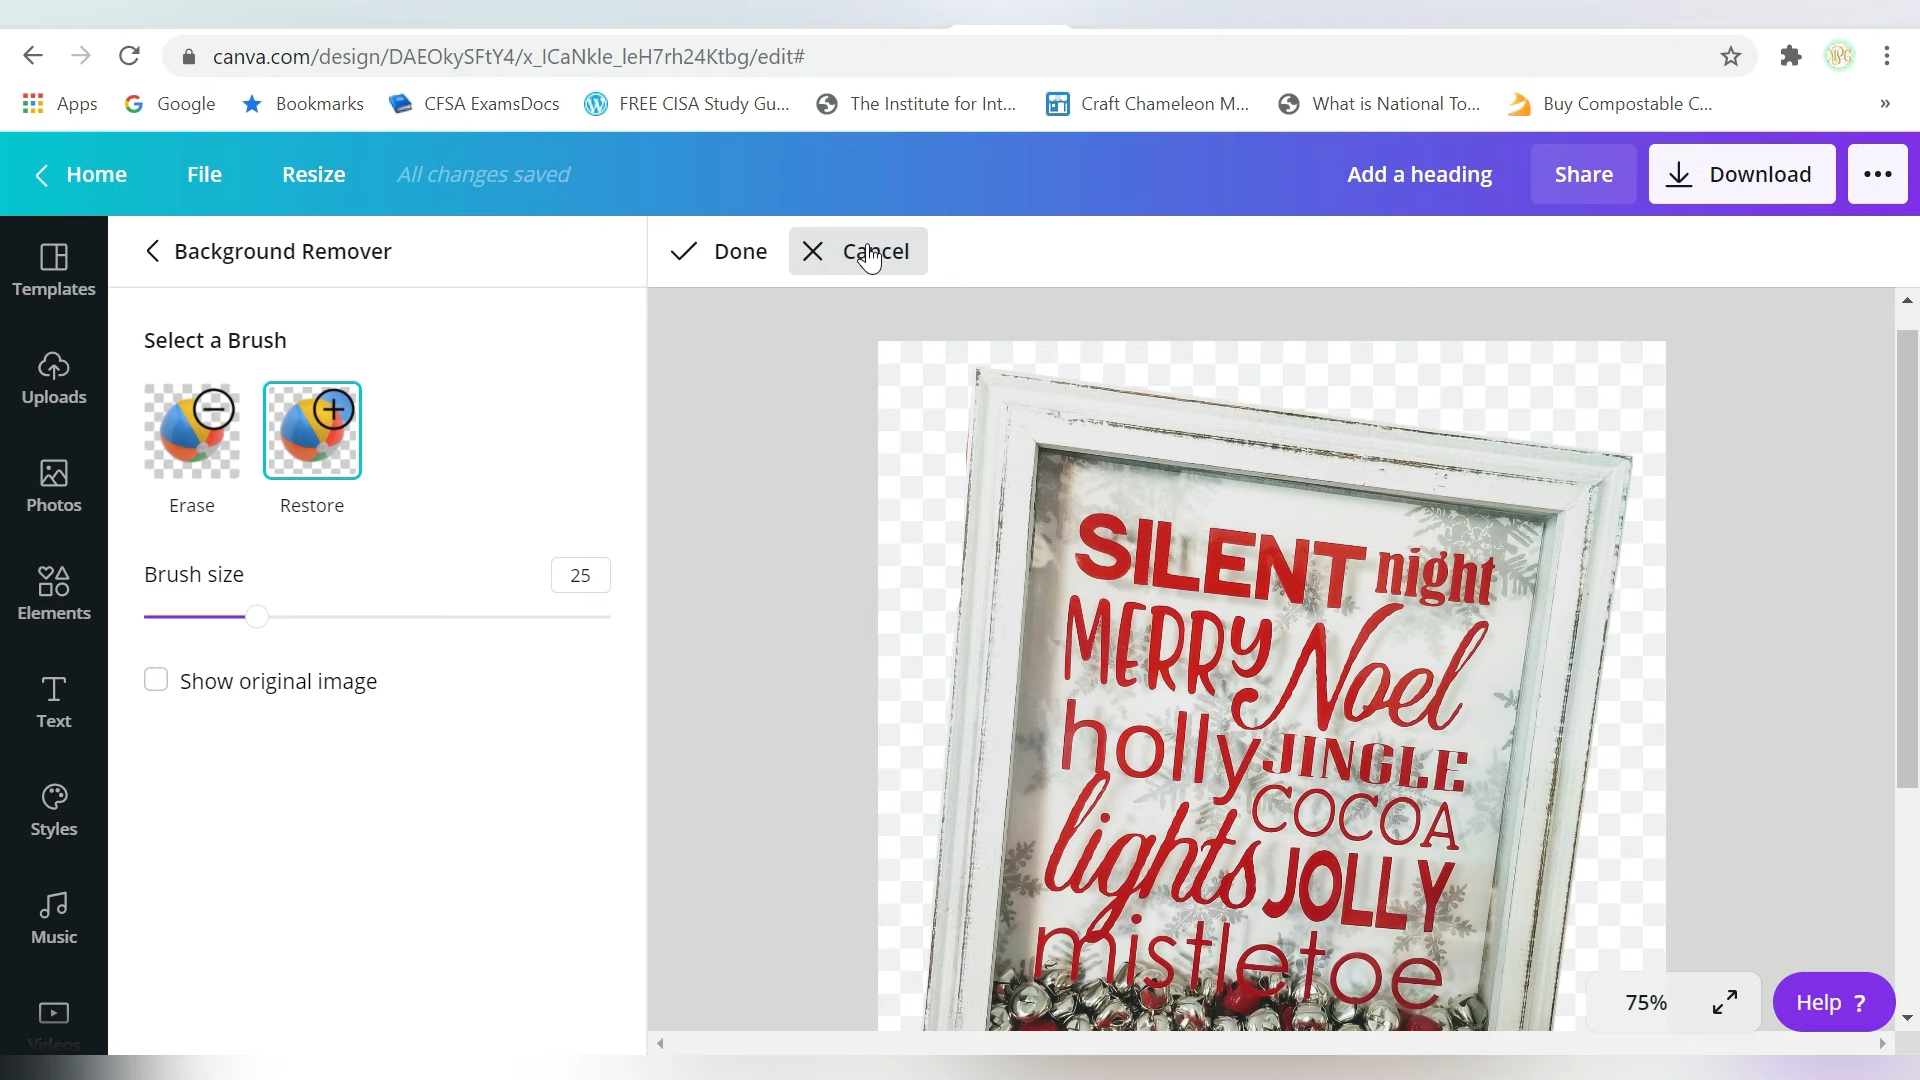 canva.com/design/DAEOkySFtY4/x_lCaNkle_leH7rh24Ktbg/edit#
Apps Google Bookmarks CFSA ExamsDocs FREE CISA Study Gu... The Institute for Int... Craft Chameleon M... What is National To... Buy Compostable C... »
Home File Resize All changes saved Add a heading Share Download
Background Remover Done Cancel
Templates
Uploads
Photos
Elements
Text
Styles
Music
Videos
Select a Brush
Erase Restore
Brush size 25
Show original image
SILENT night
MERRY Noel
holly JINGLE
COCOA
lights JOLLY
mistletoe
75% Help ?